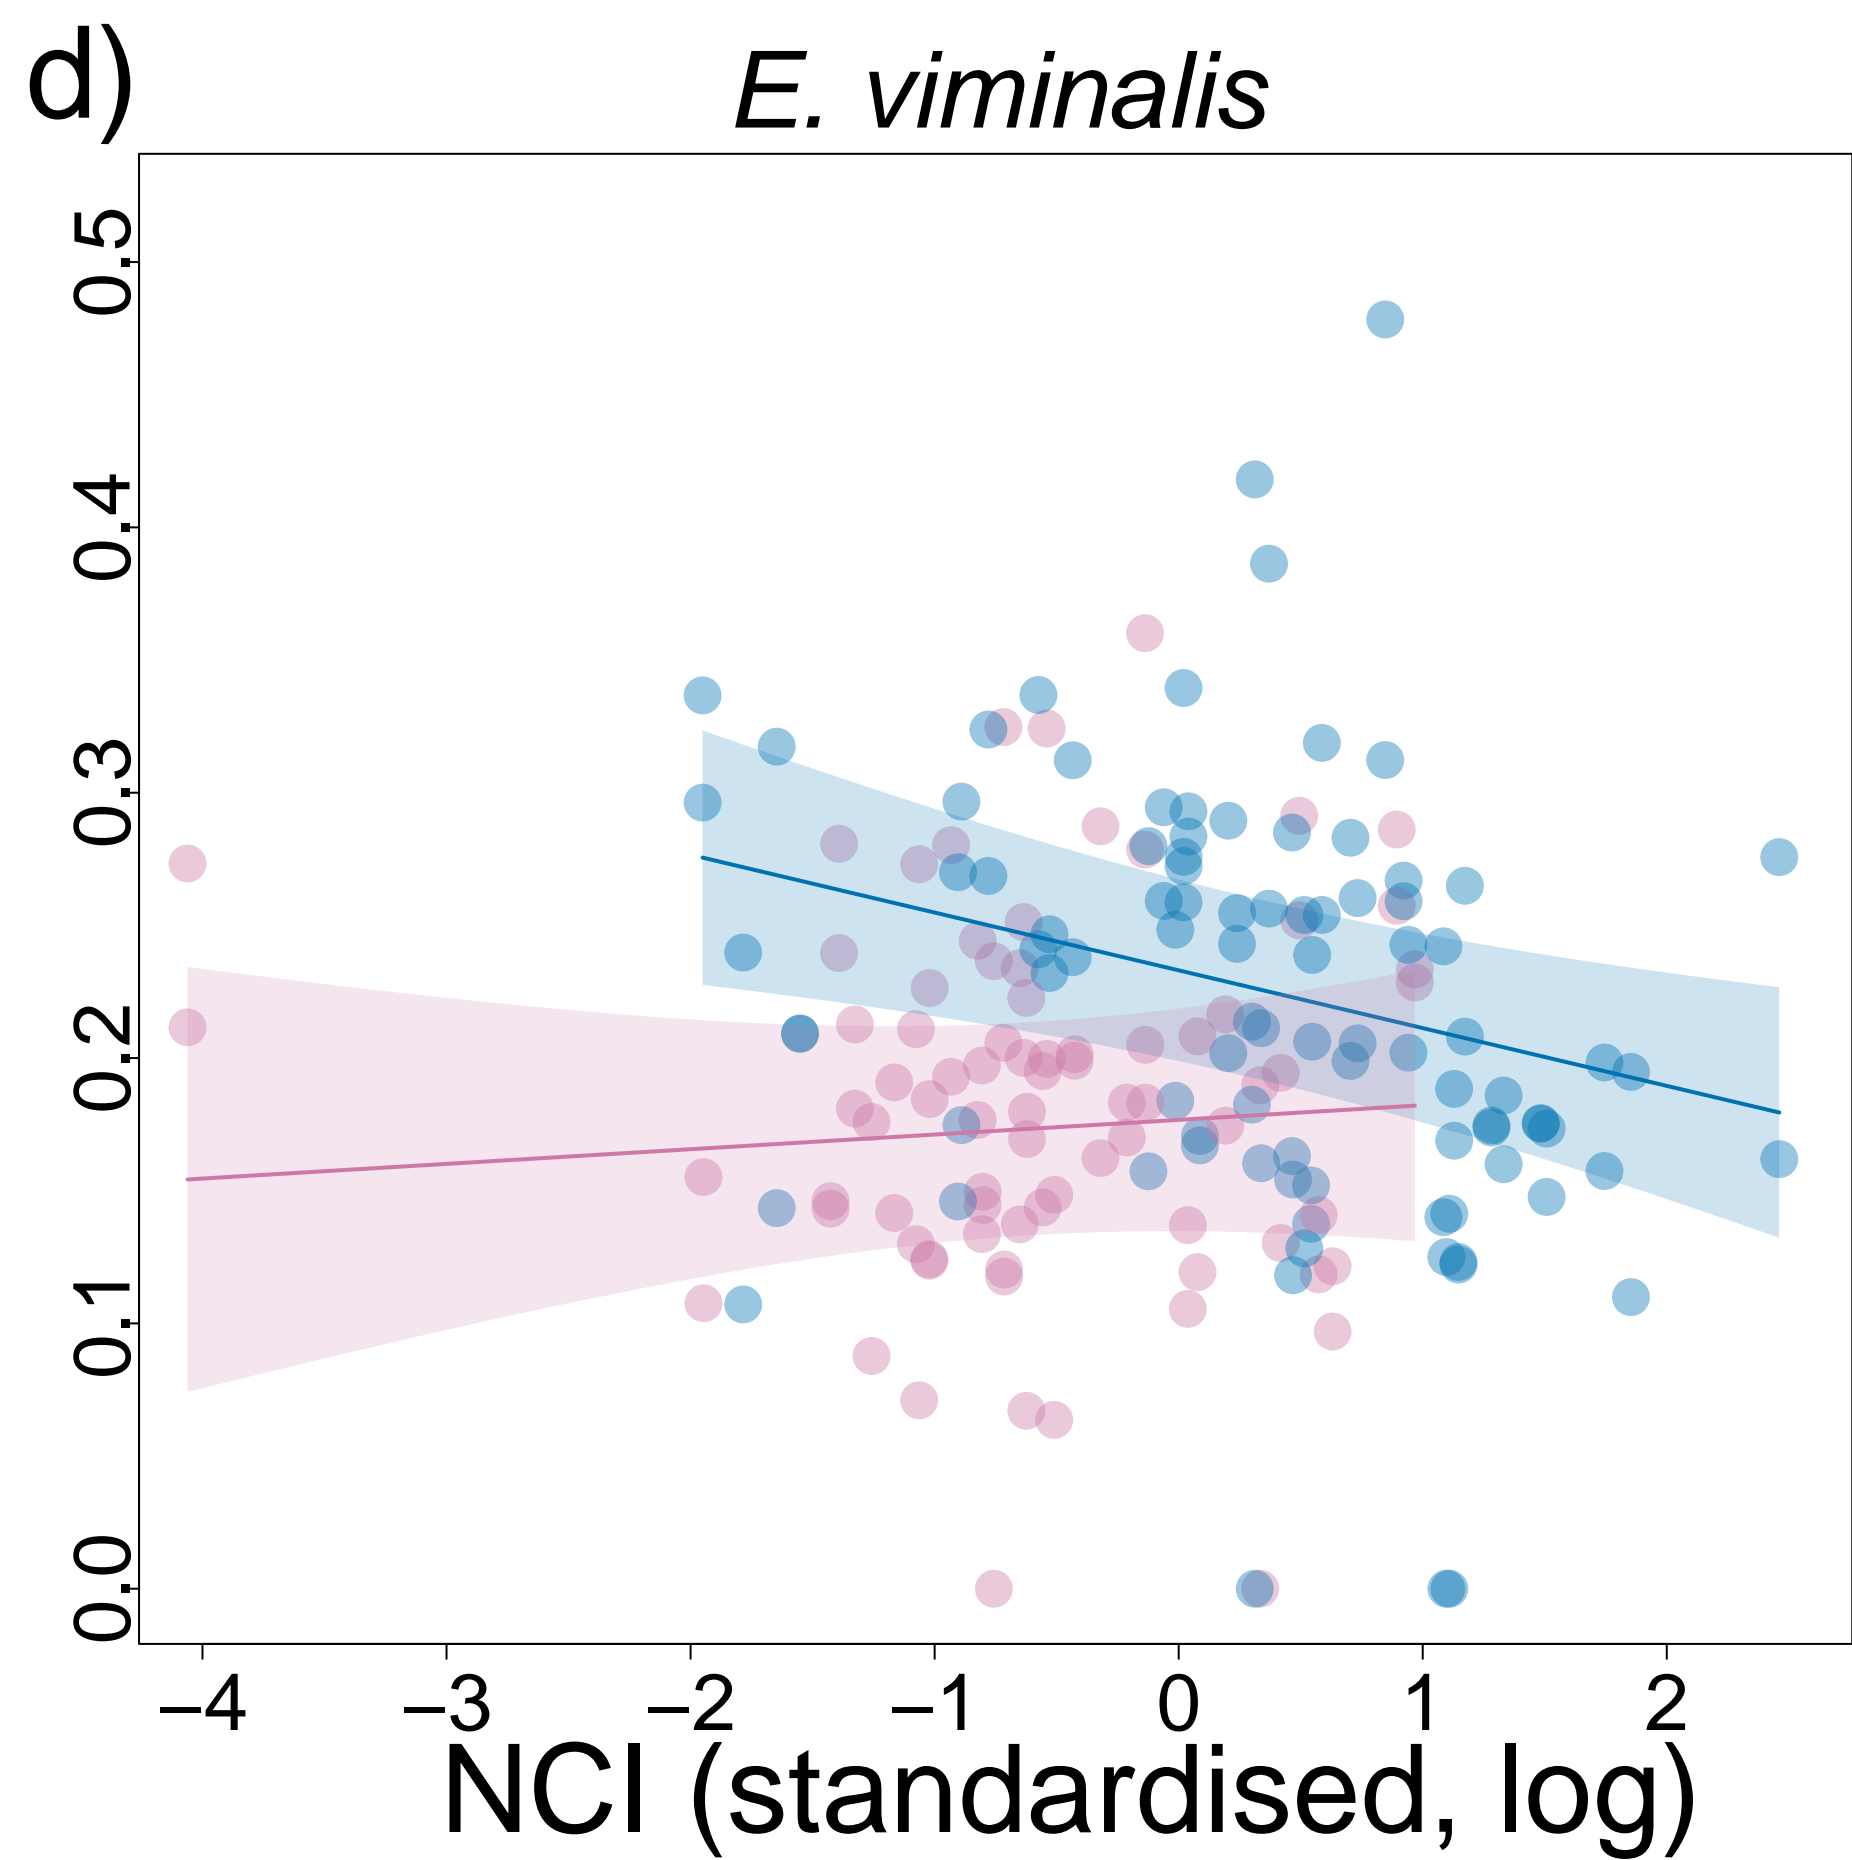 d)
E. viminalis
0.5
0.4
0.3
0.2
0.1
0.0
–4 –3 –2 –1 0 1 2
NCI (standardised, log)